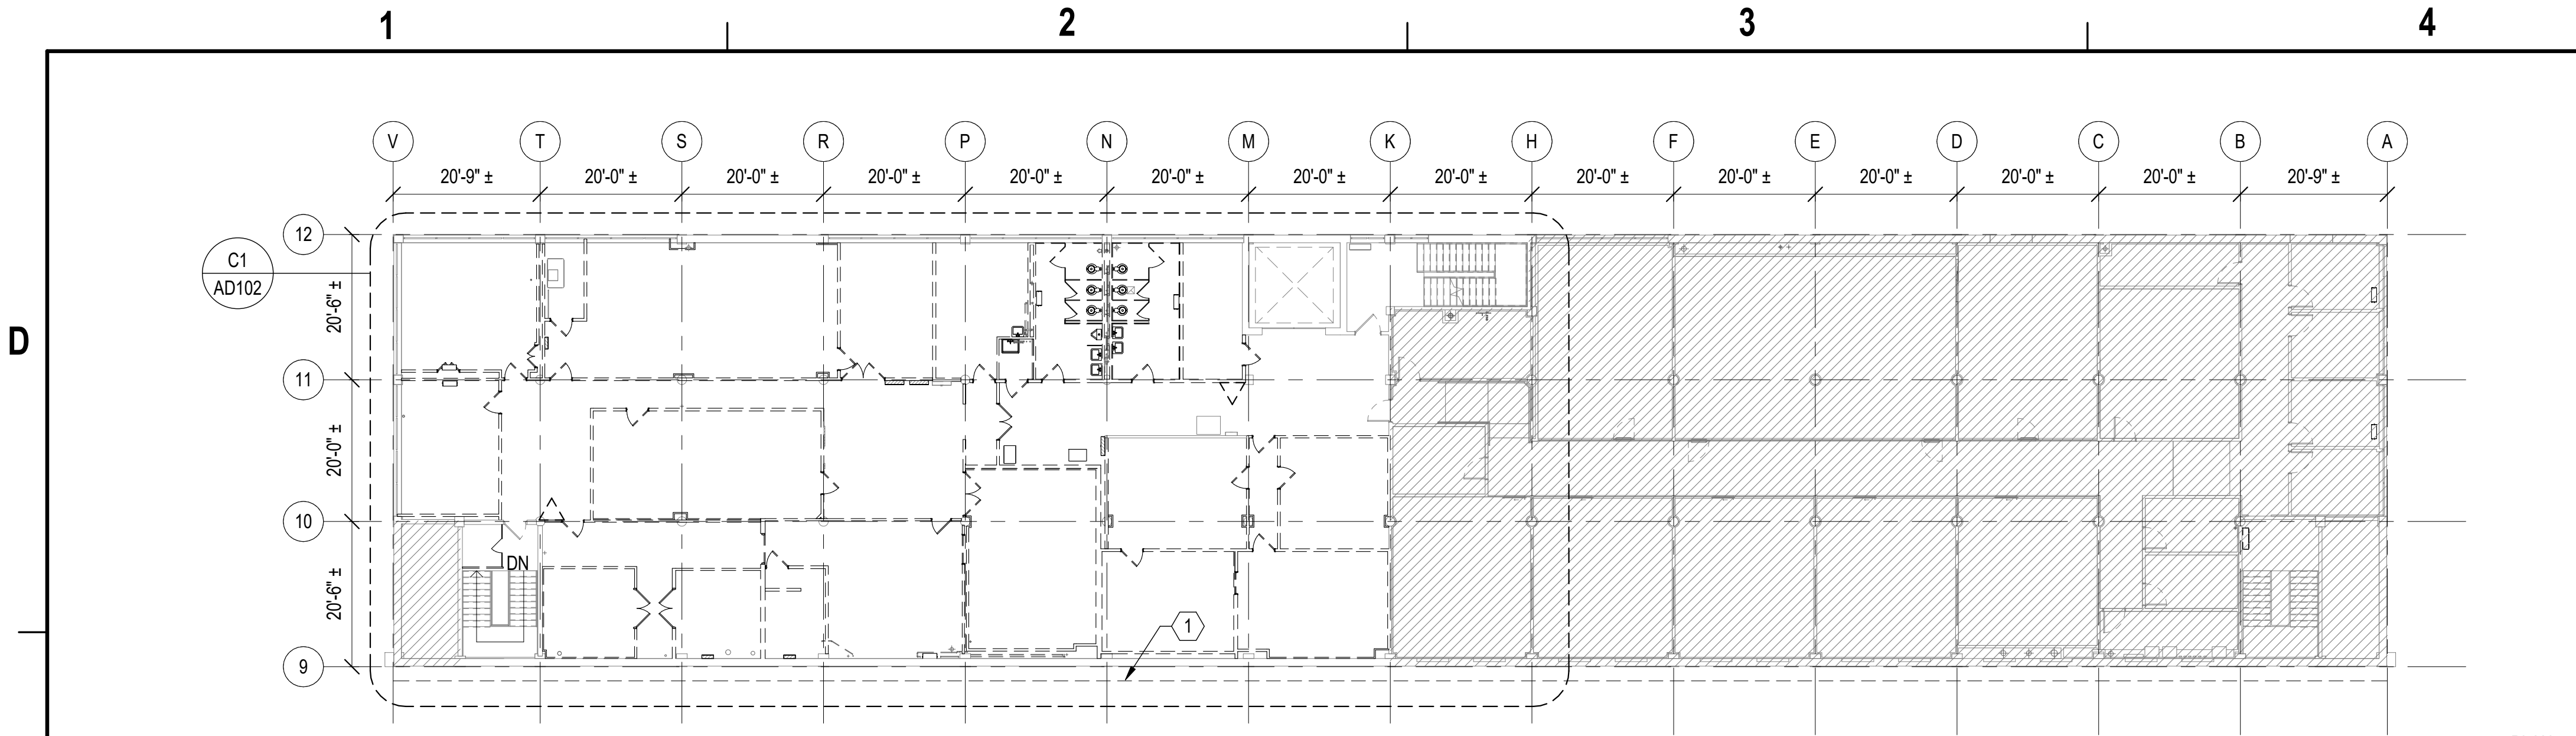 1 2 3 4
V T S R P N M K H F E D C B A
20'-9" ± 20'-0" ± 20'-0" ± 20'-0" ± 20'-0" ± 20'-0" ± 20'-0" ± 20'-0" ± 20'-0" ± 20'-0" ± 20'-0" ± 20'-0" ± 20'-0" ± 20'-9" ±
12
C1
AD102
20'-6" ±
D
11
20'-0" ±
10
DN
20'-6" ±
1
9